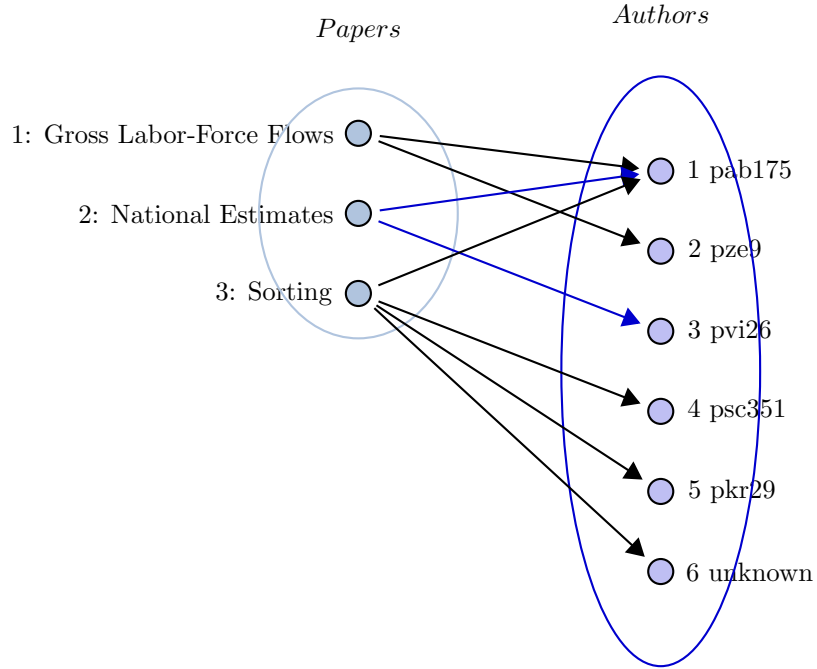 Papers
Authors
1: Gross Labor-Force Flows
2: National Estimates
3: Sorting
1 pab175
2 pze9
3 pvi26
4 psc351
5 pkr29
6 unknown